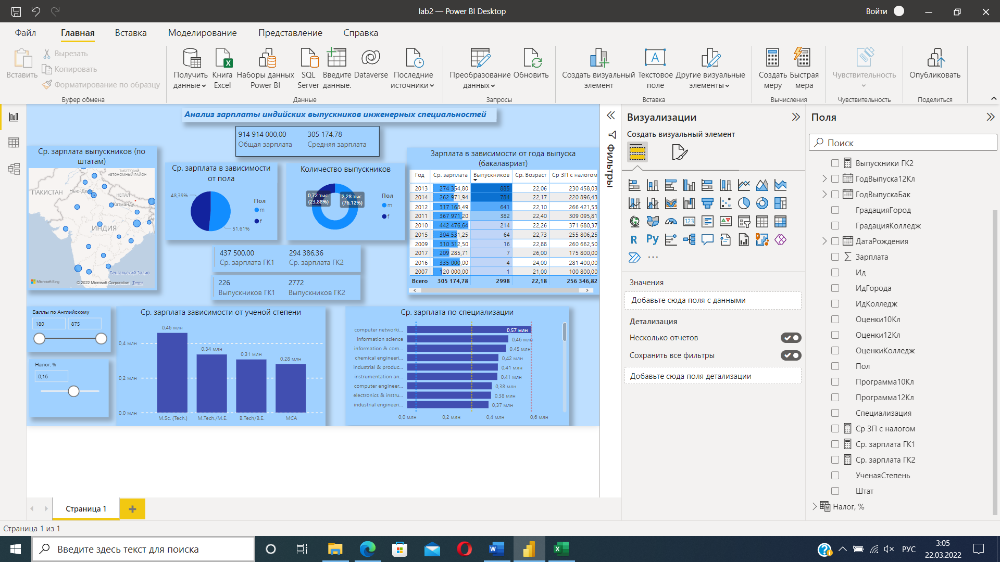 lab2 — Power BI Desktop
Войти
Файл
Главная
Вставка
Моделирование
Представление
Справка
Вставить
Вырезать
Копировать
Форматирование по образцу
Буфер обмена
Получить данные
Книга Excel
Наборы данных Power BI
SQL Server
Введите данные.
Dataverse
Последние источники
Данные
Преобразование данных
Обновить
Запросы
Создать визуальный элемент
Текстовое поле
Другие визуальные элементы
Вставка
Создать меру
Быстрая мера
Вычисления
Чувствительность
Чувствительность
Опубликовать
Поделиться
Анализ зарплаты индийских выпускников инженерных специальностей
914 914 000,00
Общая зарплата
305 174,78
Средняя зарплата
Ср. зарплата выпускников (по
штатам)
ТИБЕТСКИЙ
АВТОНОМНЫЙ РАЙОН
ПАКИСТАН
НЕПАЛ
Катманду
ИНДИЯ
Бенгальский Залив
Microsoft Bing
© 2022 Microsoft Corporation Terms
Ср. зарплата в зависимости
от пола
48,39%
51,61%
Пол
m
f
Количество выпускников
0,72 тыс.
(23,88%)
2,28 тыс.
(76,12%)
Пол
m
f
437 500,00
Ср. зарплата ГК1
294 386,36
Ср. зарплата ГК2
226
Выпускников ГК1
2772
Выпускников ГК2
Зарплата в зависимости от года выпуска
(бакалавриат)
Год Ср. зарплата Выпускников Ср. Возраст Ср ЗП с налогом
2013 274 354,80 885 22,06 230 458,03
2014 262 971,94 784 22,17 220 896,43
2012 317 168,49 641 22,10 266 421,53
2011 367 971,20 382 22,40 309 095,81
2010 442 476,64 214 22,26 371 680,37
2015 304 531,25 64 22,73 255 806,25
2009 310 312,50 16 22,88 260 662,50
2017 209 285,71 7 26,00 175 800,00
2016 335 000,00 4 24,00 281 400,00
2007 120 000,00 1 21,00 100 800,00
Всего 305 174,78 2998 22,18 256 346,82
Баллы по Английскому
180 875
Налог, %
0,16
Ср. зарплата зависимости от ученой степени
0,4 млн
0,2 млн
0,0 млн
0,46 млн
0,34 млн
0,31 млн
0,28 млн
M.Sc. (Tech.)
M.Tech./M.E.
B.Tech/B.E.
MCA
Ср. зарплата по специализации
computer networki... 0,57 млн
information science 0,46 млн
information & com... 0,45 млн
chemical engineeri... 0,42 млн
industrial & produc... 0,41 млн
instrumentation an... 0,41 млн
computer engineer... 0,38 млн
electronics & instru... 0,38 млн
industrial engineeri... 0,37 млн
0,0 млн 0,2 млн 0,4 млн 0,6 млн
Фильтры
Визуализации
Создать визуальный элемент
123
R
Py
Значения
Добавьте сюда поля с данными
Детализация
Несколько отчетов
Сохранить все фильтры
Добавьте сюда поля детализации
Поля
Поиск
Выпускники ГК2
ГодВыпуска12Кл
ГодВыпускаБак
ГрадацияГород
ГрадацияКолледж
ДатаРождения
Зарплата
Ид
ИдГорода
ИдКолледж
Оценки10Кл
Оценки12Кл
ОценкиКолледж
Пол
Программа10Кл
Программа12Кл
Специализация
Ср ЗП с налогом
Ср. зарплата ГК1
Ср. зарплата ГК2
УченаяСтепень
Штат
Налог, %
Страница 1
Страница 1 из 1
Введите здесь текст для поиска
РУС
3:05
22.03.2022